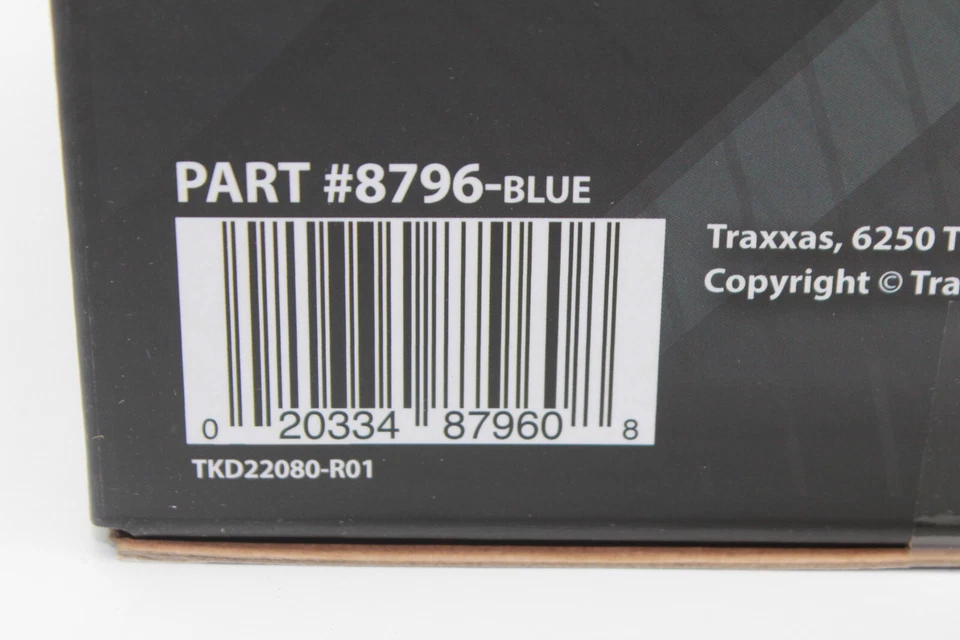 PART #8796-BLUE
Traxxas, 6250 T
Copyright © Tra
0 20334 87960 8
TKD22080-R01